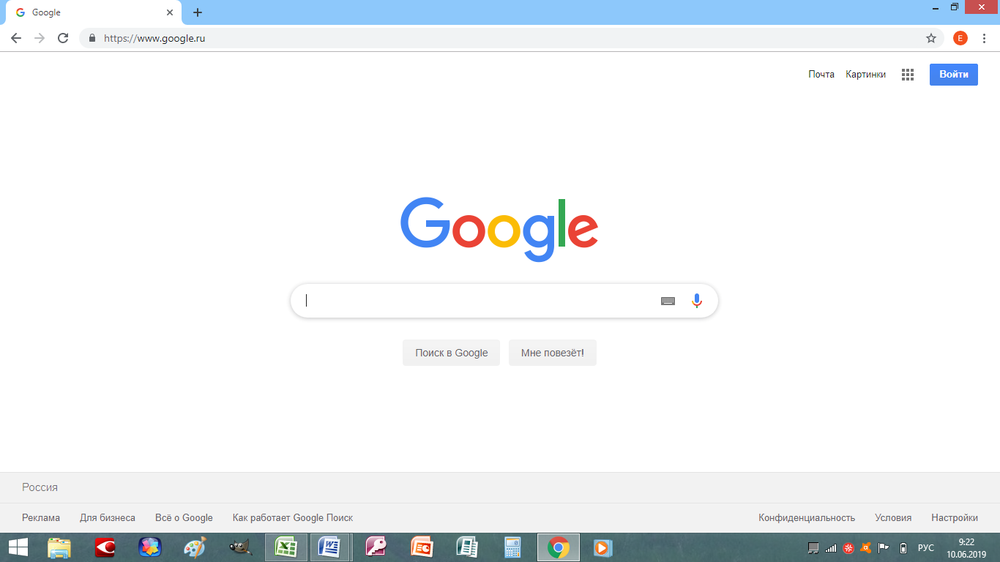 Google
https://www.google.ru
E
Почта Картинки Войти
Google
Поиск в Google Мне повезёт!
Россия
Реклама Для бизнеса Всё о Google Как работает Google Поиск Конфиденциальность Условия Настройки
РУС 9:22
10.06.2019